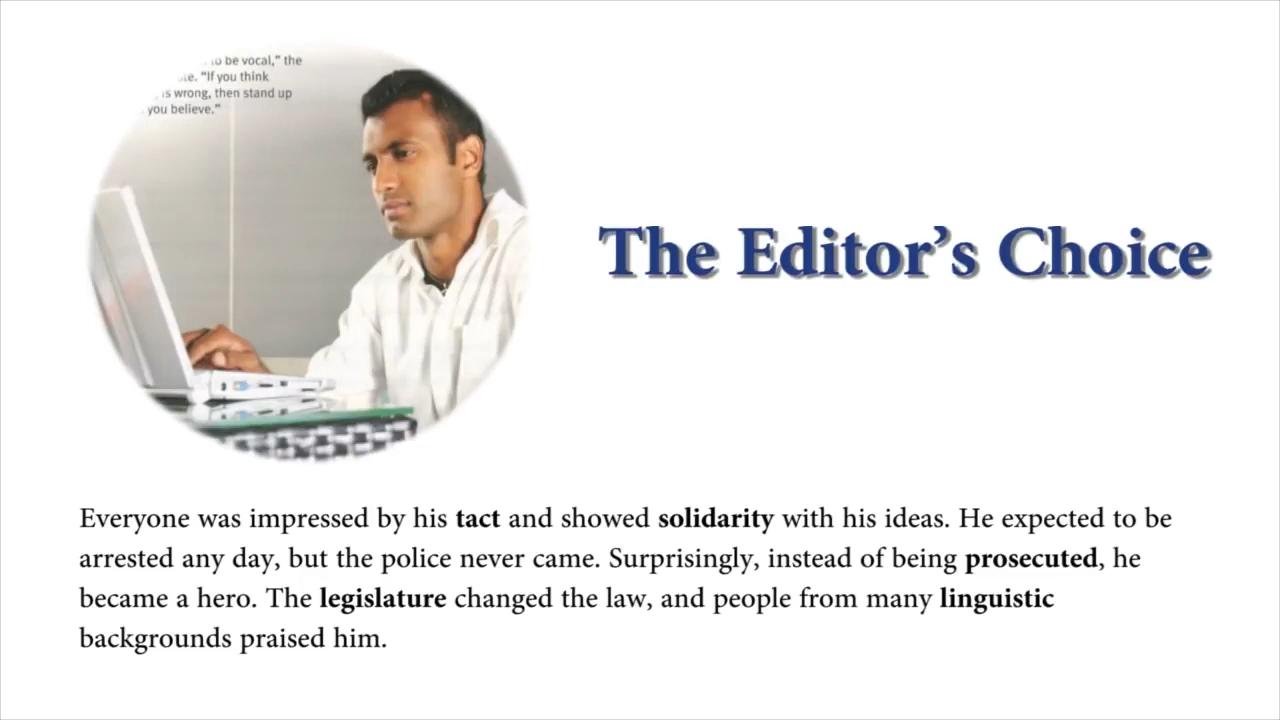 to be vocal,” the
“If you think
is wrong, then stand up
you believe.”
The Editor’s Choice
Everyone was impressed by his tact and showed solidarity with his ideas. He expected to be
arrested any day, but the police never came. Surprisingly, instead of being prosecuted, he
became a hero. The legislature changed the law, and people from many linguistic
backgrounds praised him.